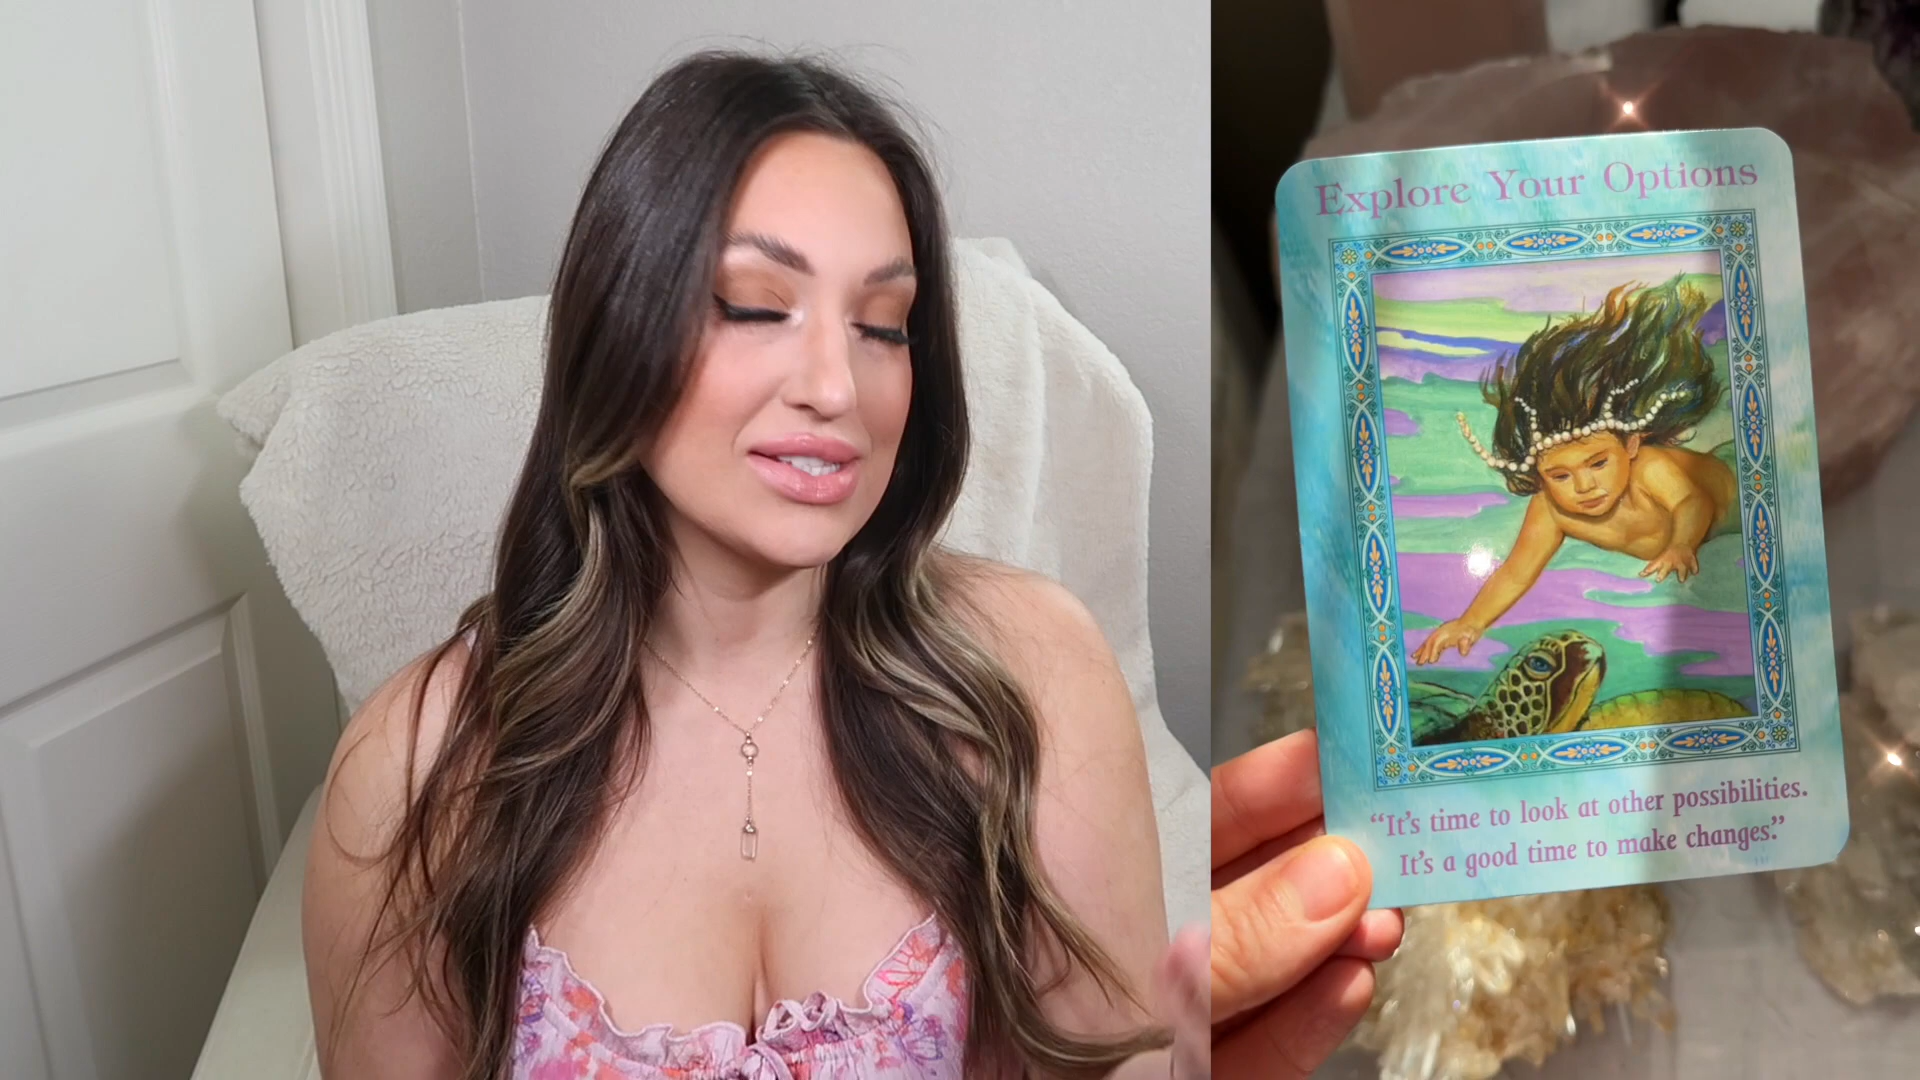 Explore Your Options
“It’s time to look at other possibilities.
It’s a good time to make changes.”